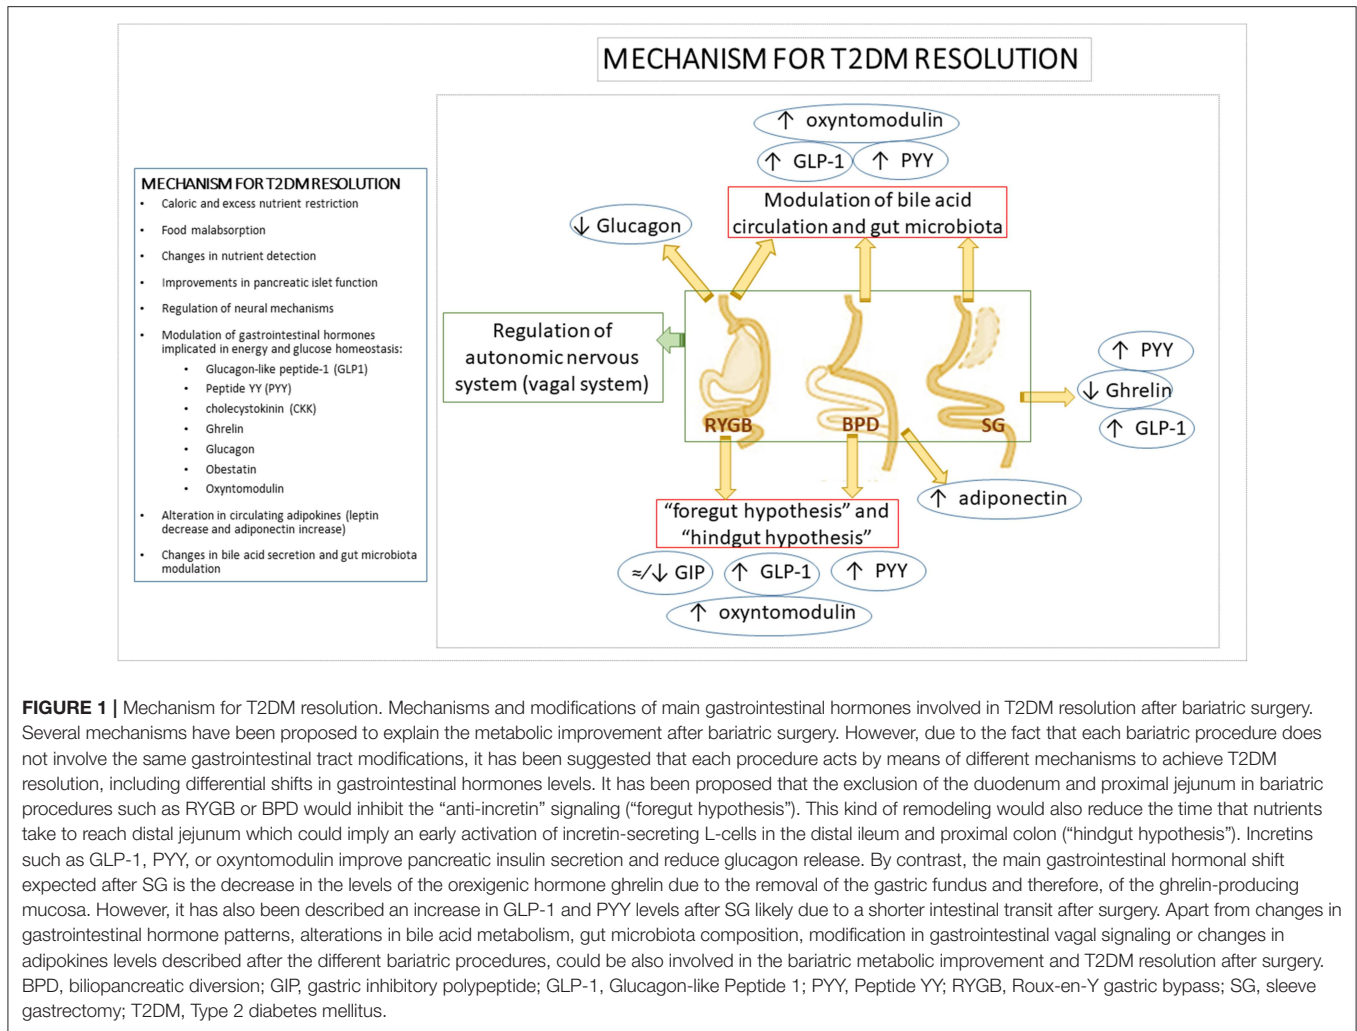 MECHANISM FOR T2DM RESOLUTION
MECHANISM FOR T2DM RESOLUTION
• Caloric and excess nutrient restriction
• Food malabsorption
• Changes in nutrient detection
• Improvements in pancreatic islet function
• Regulation of neural mechanisms
• Modulation of gastrointestinal hormones
implicated in energy and glucose homeostasis:
• Glucagon-like peptide-1 (GLP1)
• Peptide YY (PYY)
• cholecystokinin (CKK)
• Ghrelin
• Glucagon
• Obestatin
• Oxyntomodulin
• Alteration in circulating adipokines (leptin
decrease and adiponectin increase)
• Changes in bile acid secretion and gut microbiota
modulation
↑ oxyntomodulin
↑ GLP-1
↑ PYY
Modulation of bile acid
circulation and gut microbiota
↓ Glucagon
Regulation of
autonomic nervous
system (vagal system)
RYGB
BPD
SG
↑ PYY
↓ Ghrelin
↑ GLP-1
↑ adiponectin
“foregut hypothesis” and
“hindgut hypothesis”
≈/↓ GIP
↑ GLP-1
↑ PYY
↑ oxyntomodulin
FIGURE 1 | Mechanism for T2DM resolution. Mechanisms and modifications of main gastrointestinal hormones involved in T2DM resolution after bariatric surgery.
Several mechanisms have been proposed to explain the metabolic improvement after bariatric surgery. However, due to the fact that each bariatric procedure does
not involve the same gastrointestinal tract modifications, it has been suggested that each procedure acts by means of different mechanisms to achieve T2DM
resolution, including differential shifts in gastrointestinal hormones levels. It has been proposed that the exclusion of the duodenum and proximal jejunum in bariatric
procedures such as RYGB or BPD would inhibit the “anti-incretin” signaling (“foregut hypothesis”). This kind of remodeling would also reduce the time that nutrients
take to reach distal jejunum which could imply an early activation of incretin-secreting L-cells in the distal ileum and proximal colon (“hindgut hypothesis”). Incretins
such as GLP-1, PYY, or oxyntomodulin improve pancreatic insulin secretion and reduce glucagon release. By contrast, the main gastrointestinal hormonal shift
expected after SG is the decrease in the levels of the orexigenic hormone ghrelin due to the removal of the gastric fundus and therefore, of the ghrelin-producing
mucosa. However, it has also been described an increase in GLP-1 and PYY levels after SG likely due to a shorter intestinal transit after surgery. Apart from changes in
gastrointestinal hormone patterns, alterations in bile acid metabolism, gut microbiota composition, modification in gastrointestinal vagal signaling or changes in
adipokines levels described after the different bariatric procedures, could be also involved in the bariatric metabolic improvement and T2DM resolution after surgery.
BPD, biliopancreatic diversion; GIP, gastric inhibitory polypeptide; GLP-1, Glucagon-like Peptide 1; PYY, Peptide YY; RYGB, Roux-en-Y gastric bypass; SG, sleeve
gastrectomy; T2DM, Type 2 diabetes mellitus.